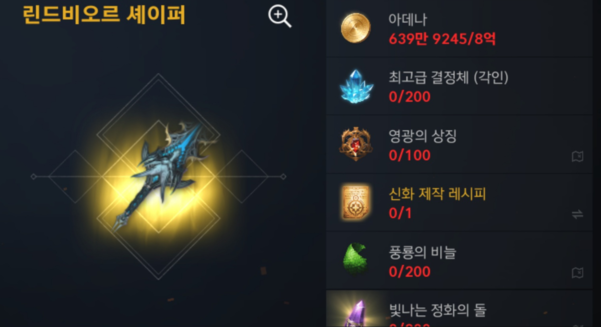 린드비오르 셰이퍼
아데나
639만 9245/8억
최고급 결정체 (각인)
0/200
영광의 상징
0/100
신화 제작 레시피
0/1
풍룡의 비늘
0/200
빛나는 정화의 돌